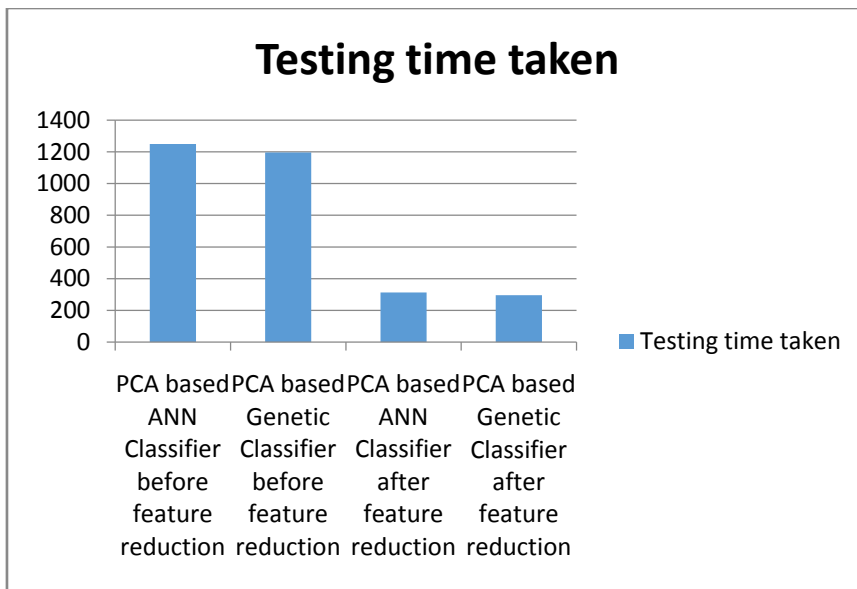 Testing time taken
1400
1200
1000
800
600
400
200
0
Testing time taken
PCA based
ANN
Classifier
before
feature
reduction
PCA based
Genetic
Classifier
before
feature
reduction
PCA based
ANN
Classifier
after
feature
reduction
PCA based
Genetic
Classifier
after
feature
reduction